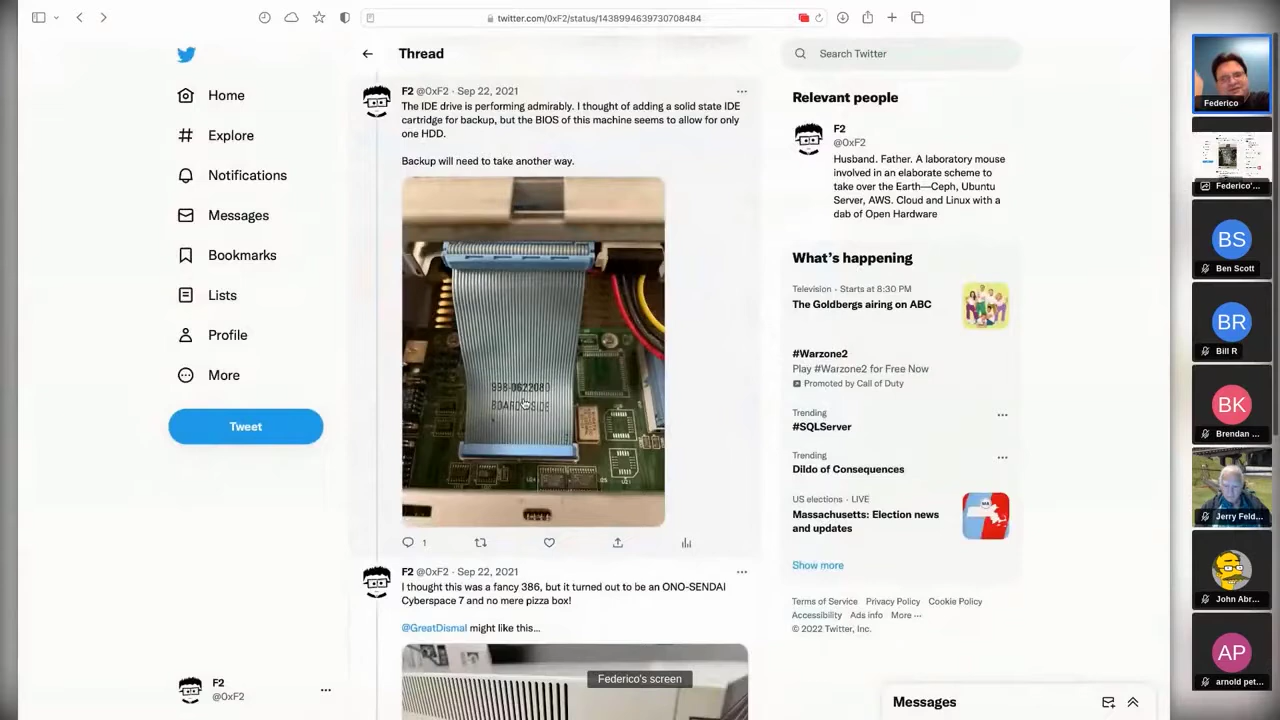 twitter.com/0xF2/status/1438994639730708484
Home
Explore
Notifications
Messages
Bookmarks
Lists
Profile
More
Tweet
F2
@0xF2
Thread
F2 @0xF2 · Sep 22, 2021
The IDE drive is performing admirably. I thought of adding a solid state IDE
cartridge for backup, but the BIOS of this machine seems to allow for only
one HDD.
Backup will need to take another way.
998-0622080
BOARD SIDE
1
F2 @0xF2 · Sep 22, 2021
I thought this was a fancy 386, but it turned out to be an ONO-SENDAI
Cyberspace 7 and no mere pizza box!
@GreatDismal might like this...
Federico's screen
Search Twitter
Relevant people
F2
@0xF2
Husband. Father. A laboratory mouse
involved in an elaborate scheme to
take over the Earth—Ceph, Ubuntu
Server, AWS. Cloud and Linux with a
dab of Open Hardware
What's happening
Television · Starts at 8:30 PM
The Goldbergs airing on ABC
#Warzone2
Play #Warzone2 for Free Now
Promoted by Call of Duty
Trending
#SQLServer
Trending
Dildo of Consequences
US elections · LIVE
Massachusetts: Election news
and updates
Show more
Terms of Service Privacy Policy Cookie Policy
Accessibility Ads info More ···
© 2022 Twitter, Inc.
Messages
Federico
Federico'...
BS
Ben Scott
BR
Bill R
BK
Brendan ...
Jerry Feld...
John Abr...
AP
arnold pet...